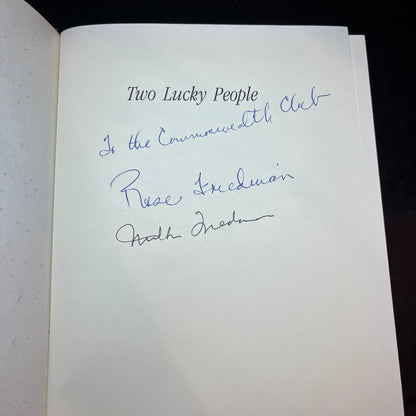 Two Lucky People
To the Commonwealth Club
Rose Friedman
Milton Friedman